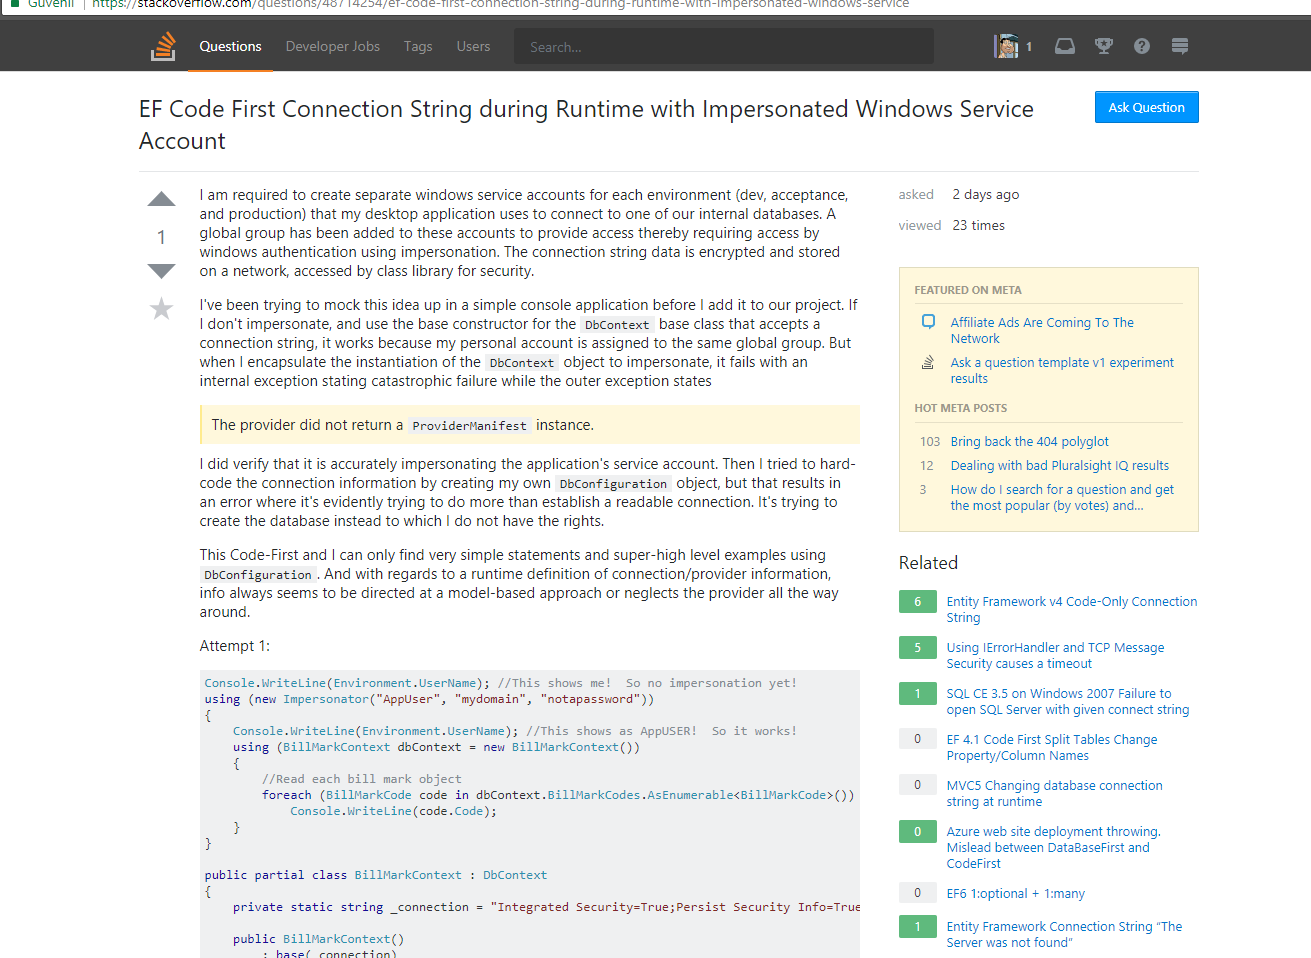 Güvenli | https://stackoverflow.com/questions/48714254/ef-code-first-connection-string-during-runtime-with-impersonated-windows-service
Questions Developer Jobs Tags Users Search... 1
EF Code First Connection String during Runtime with Impersonated Windows Service
Account
Ask Question
I am required to create separate windows service accounts for each environment (dev, acceptance,
and production) that my desktop application uses to connect to one of our internal databases. A
global group has been added to these accounts to provide access thereby requiring access by
windows authentication using impersonation. The connection string data is encrypted and stored
on a network, accessed by class library for security.
1
I've been trying to mock this idea up in a simple console application before I add it to our project. If
I don't impersonate, and use the base constructor for the DbContext base class that accepts a
connection string, it works because my personal account is assigned to the same global group. But
when I encapsulate the instantiation of the DbContext object to impersonate, it fails with an
internal exception stating catastrophic failure while the outer exception states
The provider did not return a ProviderManifest instance.
I did verify that it is accurately impersonating the application's service account. Then I tried to hard-
code the connection information by creating my own DbConfiguration object, but that results in
an error where it's evidently trying to do more than establish a readable connection. It's trying to
create the database instead to which I do not have the rights.
This Code-First and I can only find very simple statements and super-high level examples using
DbConfiguration. And with regards to a runtime definition of connection/provider information,
info always seems to be directed at a model-based approach or neglects the provider all the way
around.
Attempt 1:
Console.WriteLine(Environment.UserName); //This shows me!  So no impersonation yet!
using (new Impersonator("AppUser", "mydomain", "notapassword"))
{
    Console.WriteLine(Environment.UserName); //This shows as AppUSER!  So it works!
    using (BillMarkContext dbContext = new BillMarkContext())
    {
        //Read each bill mark object
        foreach (BillMarkCode code in dbContext.BillMarkCodes.AsEnumerable<BillMarkCode>())
            Console.WriteLine(code.Code);
    }
}
public partial class BillMarkContext : DbContext
{
    private static string _connection = "Integrated Security=True;Persist Security Info=True
    public BillMarkContext()
        : base(_connection)
asked 2 days ago
viewed 23 times
FEATURED ON META
Affiliate Ads Are Coming To The
Network
Ask a question template v1 experiment
results
HOT META POSTS
103 Bring back the 404 polyglot
12 Dealing with bad Pluralsight IQ results
3 How do I search for a question and get
the most popular (by votes) and...
Related
6 Entity Framework v4 Code-Only Connection
String
5 Using IErrorHandler and TCP Message
Security causes a timeout
1 SQL CE 3.5 on Windows 2007 Failure to
open SQL Server with given connect string
0 EF 4.1 Code First Split Tables Change
Property/Column Names
0 MVC5 Changing database connection
string at runtime
0 Azure web site deployment throwing.
Mislead between DataBaseFirst and
CodeFirst
0 EF6 1:optional + 1:many
1 Entity Framework Connection String “The
Server was not found”